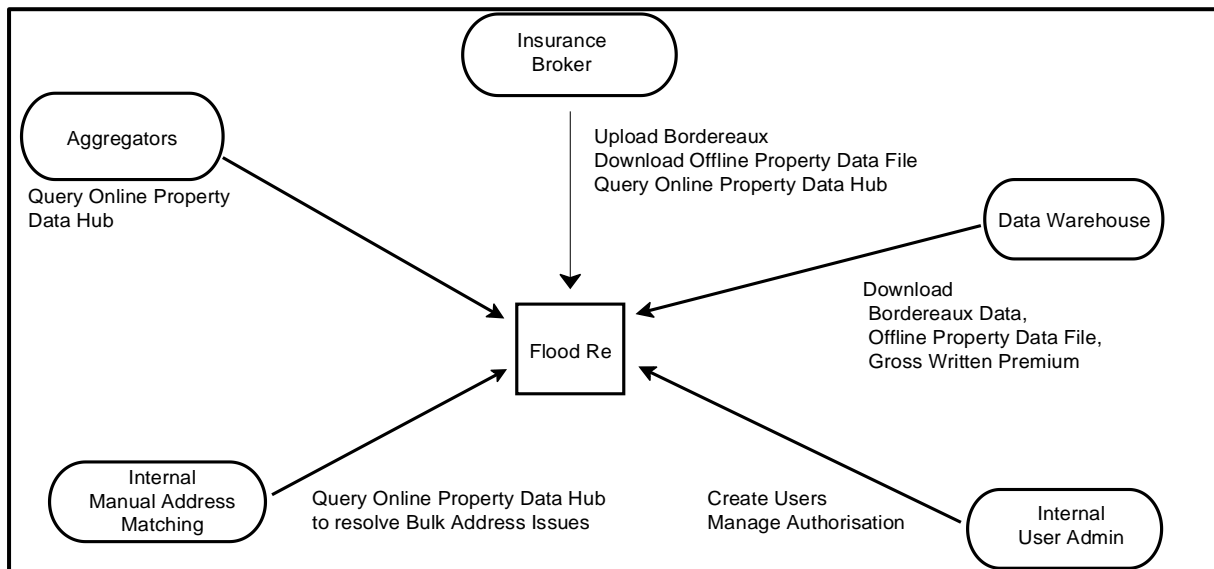 Insurance
Broker
Aggregators
Upload Bordereaux
Download Offline Property Data File
Query Online Property Data Hub
Query Online Property
Data Hub
Data Warehouse
Download
Bordereaux Data,
Offline Property Data File,
Gross Written Premium
Flood Re
Internal
Manual Address
Matching
Query Online Property Data Hub
to resolve Bulk Address Issues
Create Users
Manage Authorisation
Internal
User Admin